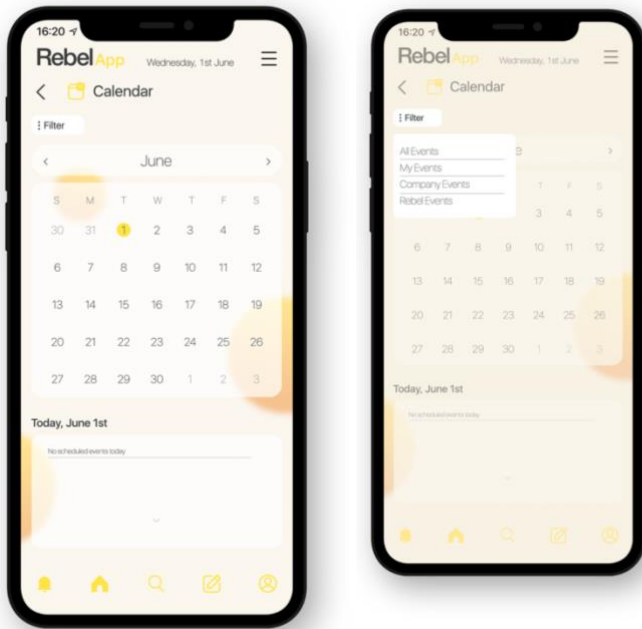 16:20
RebelApp Wednesday, 1st June
Calendar
Filter
June
S M T W T F S
30 31 1 2 3 4 5
6 7 8 9 10 11 12
13 14 15 16 17 18 19
20 21 22 23 24 25 26
27 28 29 30 1 2 3
Today, June 1st
No scheduled events today
16:20
RebelApp Wednesday, 1st June
Calendar
Filter
All Events
My Events
Company Events
Rebel Events
e
T F S
3 4 5
6 7 8 9 10 11 12
13 14 15 16 17 18 19
20 21 22 23 24 25 26
27 28 29 30 1 2 3
Today, June 1st
No scheduled events today